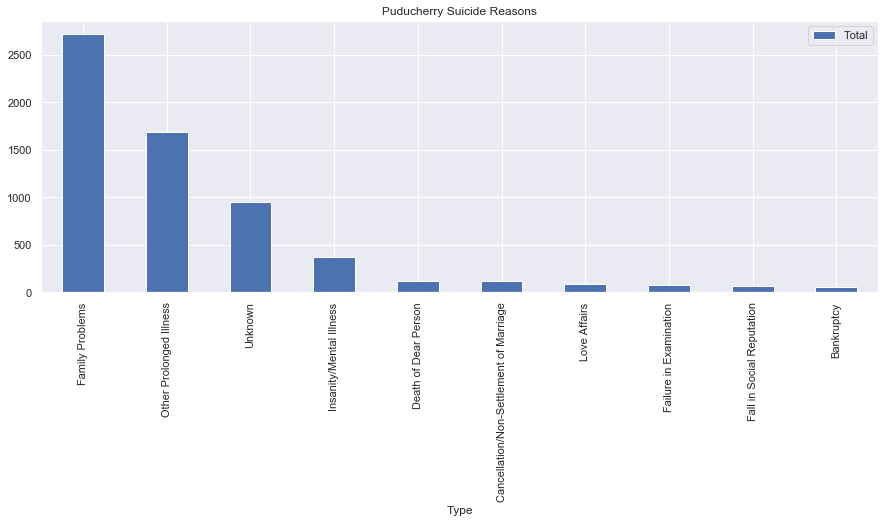 Puducherry Suicide Reasons
Total
2500
2000
1500
1000
500
0
Family Problems
Other Prolonged Illness
Unknown
Insanity/Mental Illness
Death of Dear Person
Cancellation/Non-Settlement of Marriage
Love Affairs
Failure in Examination
Fall in Social Reputation
Bankruptcy
Type